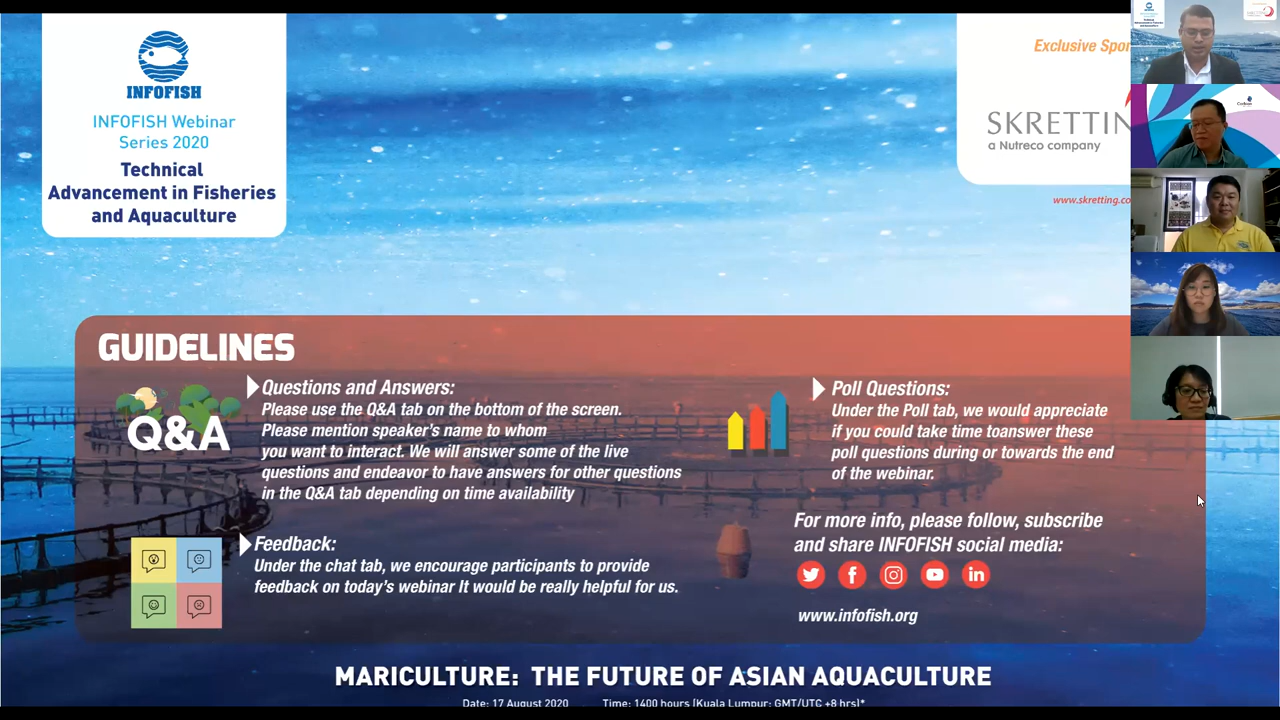 INFOFISH
INFOFISH Webinar
Series 2020
Technical
Advancement in Fisheries
and Aquaculture
Exclusive Spo
SKRETTIN
a Nutreco company
www.skretting.co
GUIDELINES
Q&A
Questions and Answers:
Please use the Q&A tab on the bottom of the screen.
Please mention speaker's name to whom
you want to interact. We will answer some of the live
questions and endeavor to have answers for other questions
in the Q&A tab depending on time availability
Feedback:
Under the chat tab, we encourage participants to provide
feedback on today's webinar It would be really helpful for us.
Poll Questions:
Under the Poll tab, we would appreciate
if you could take time toanswer these
poll questions during or towards the end
of the webinar.
For more info, please follow, subscribe
and share INFOFISH social media:
www.infofish.org
MARICULTURE: THE FUTURE OF ASIAN AQUACULTURE
Date: 17 August 2020 Time: 1400 hours (Kuala Lumpur: GMT/UTC +8 hrs)*